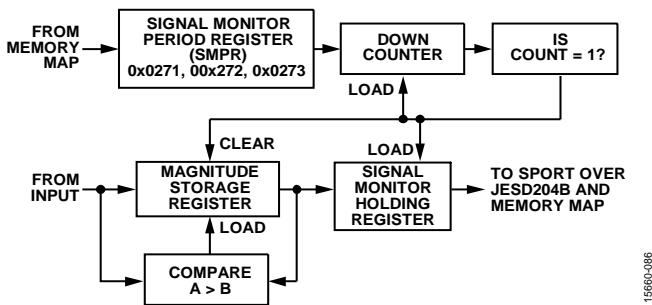 FROM
MEMORY
MAP
SIGNAL MONITOR
PERIOD REGISTER
(SMPR)
0x0271, 00x272, 0x0273
DOWN
COUNTER
IS
COUNT = 1?
LOAD
CLEAR
LOAD
FROM
INPUT
MAGNITUDE
STORAGE
REGISTER
SIGNAL
MONITOR
HOLDING
REGISTER
TO SPORT OVER
JESD204B AND
MEMORY MAP
LOAD
COMPARE
A > B
15660-086